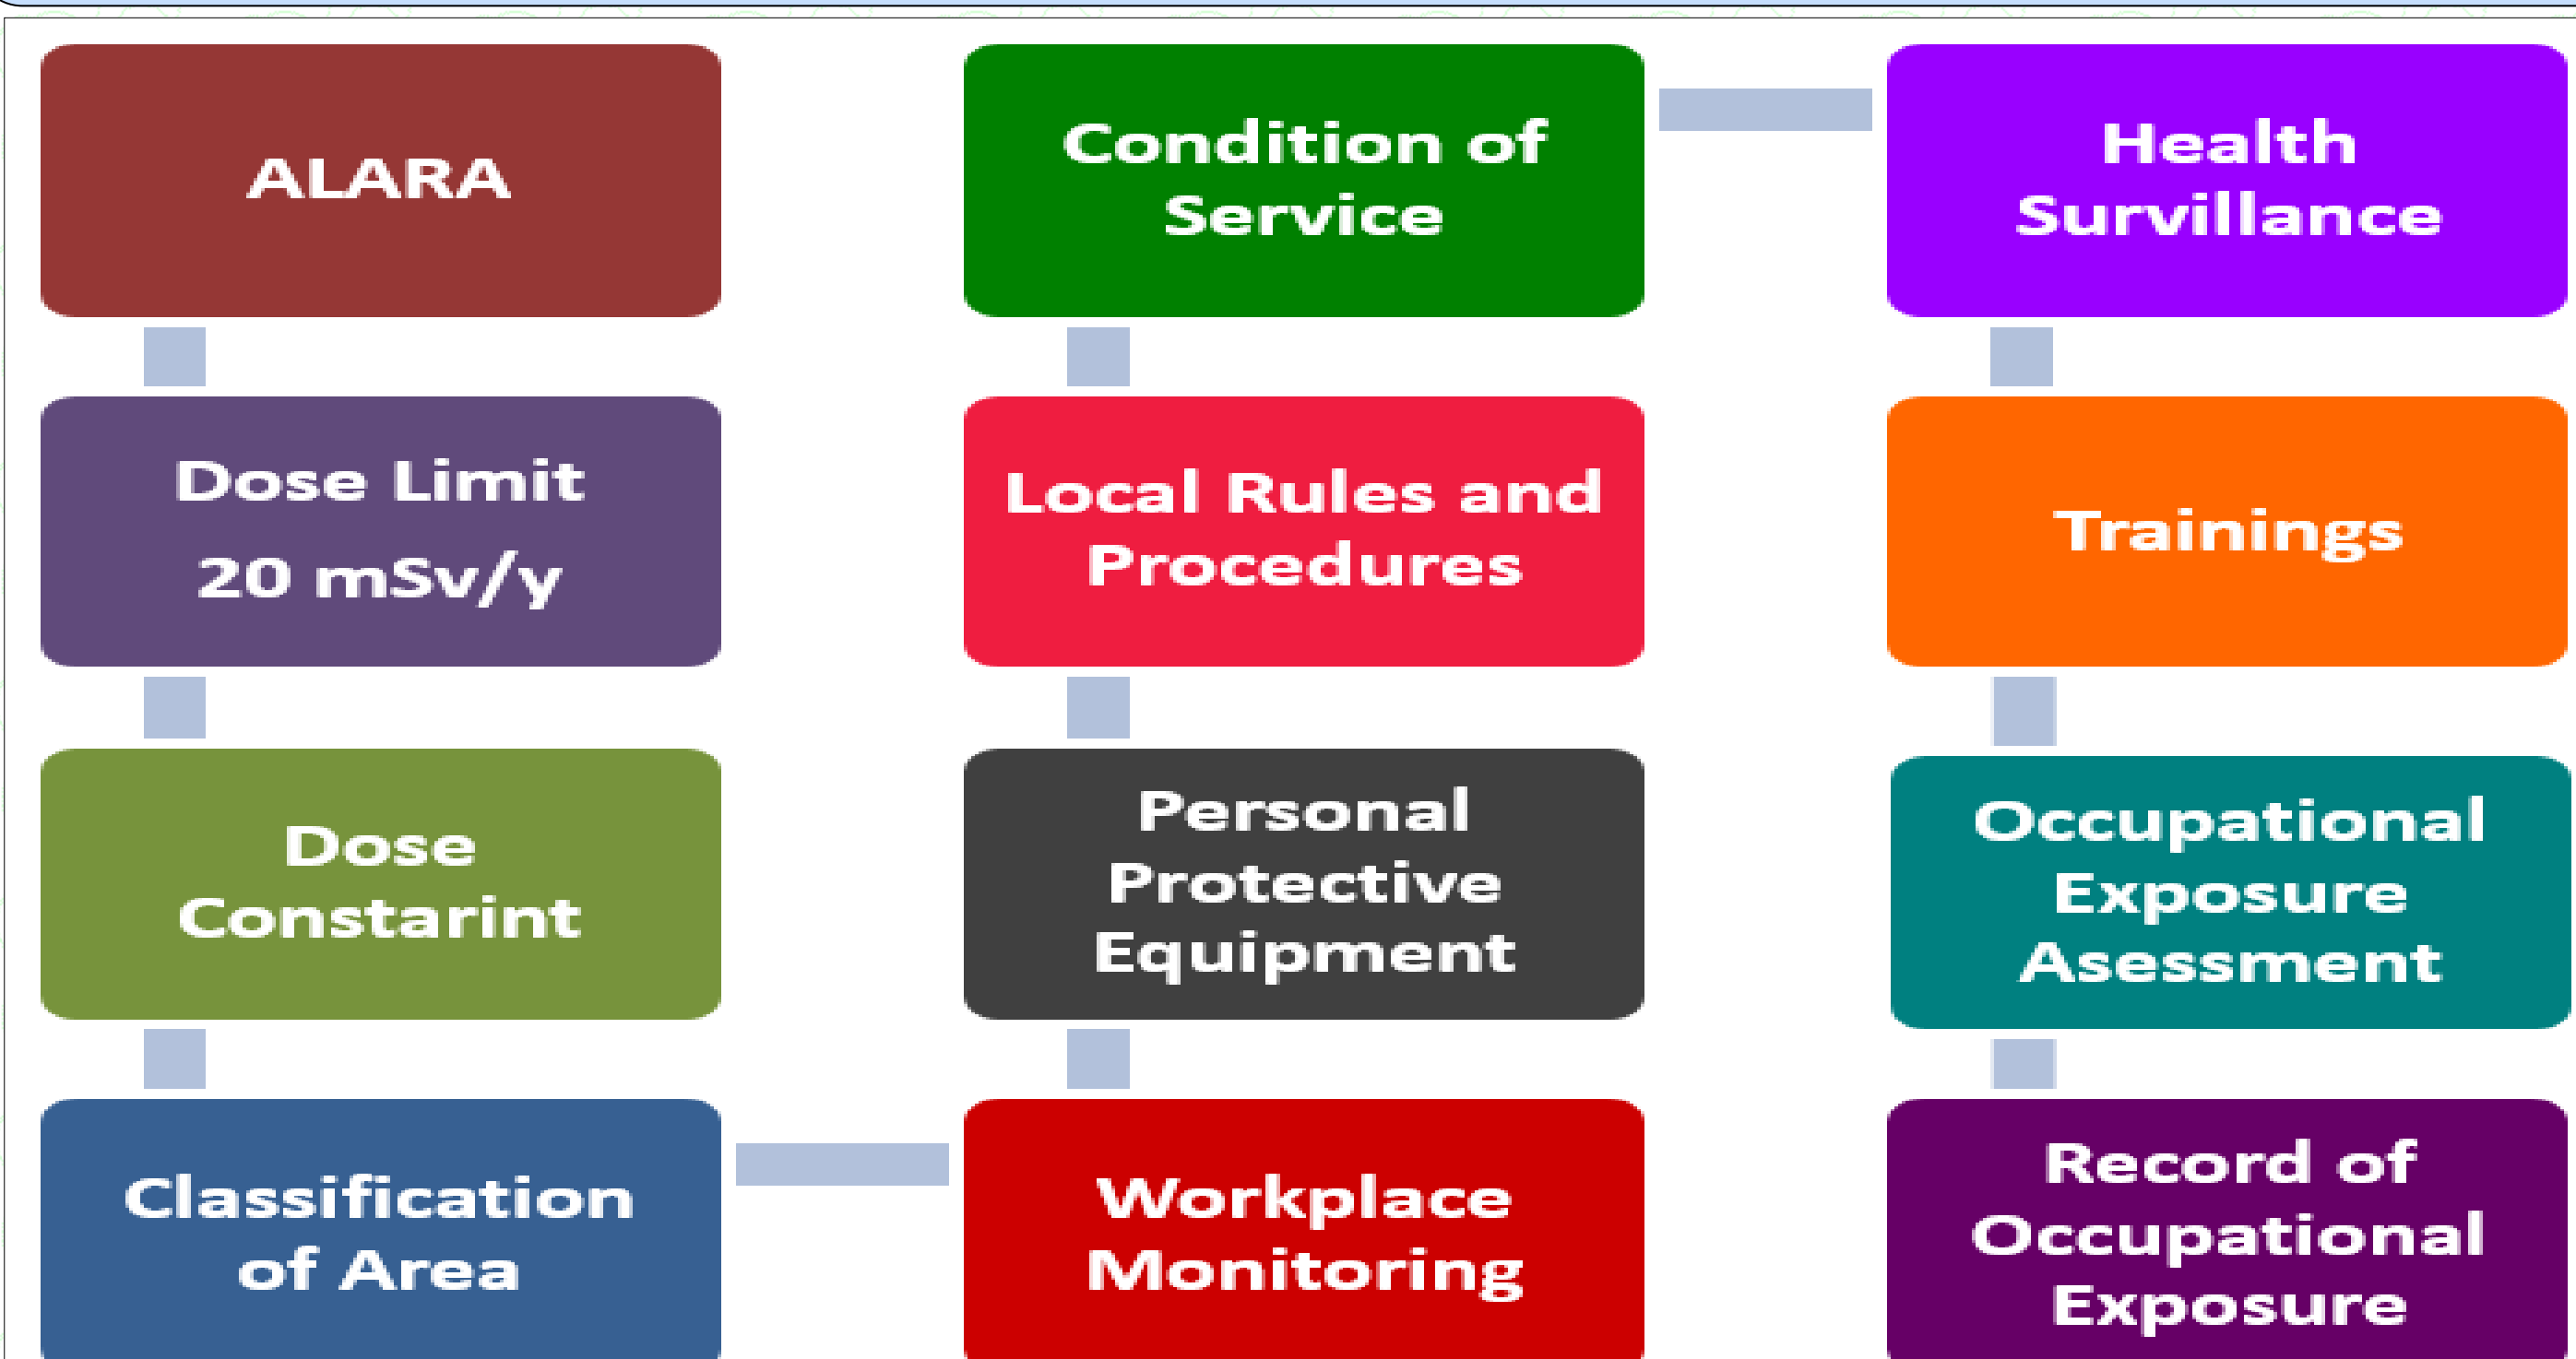 ALARA
Dose Limit
20 mSv/y
Dose
Constarint
Classification
of Area
Workplace
Monitoring
Personal
Protective
Equipment
Local Rules and
Procedures
Condition of
Service
Health
Survillance
Trainings
Occupational
Exposure
Asessment
Record of
Occupational
Exposure